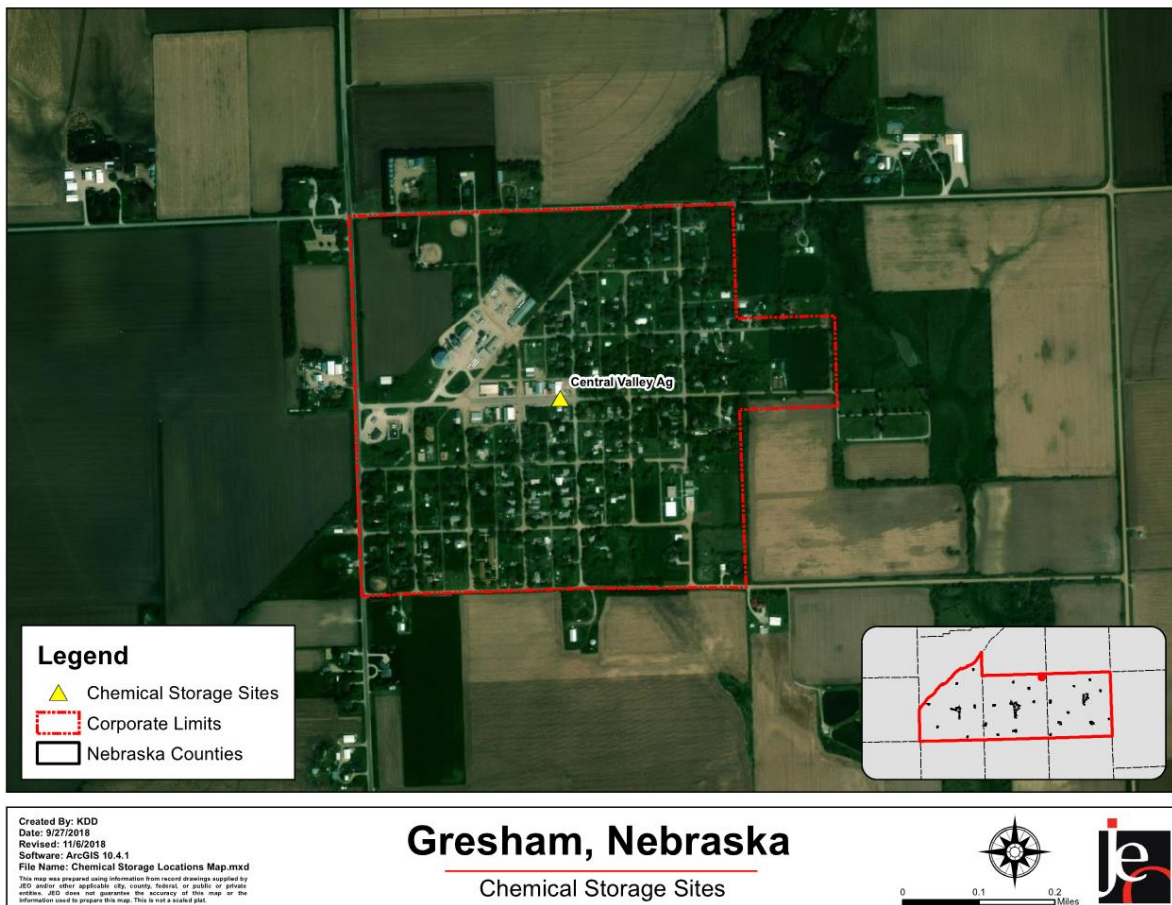 Central Valley Ag
Legend
Chemical Storage Sites
Corporate Limits
Nebraska Counties
Created By: KDD
Date: 9/27/2018
Revised: 11/6/2018
Software: ArcGIS 10.4.1
File Name: Chemical Storage Locations Map.mxd
This map was prepared using information from record drawings supplied by
JEO and/or other applicable city, county, federal, or public or private
entities. JEO does not guarantee the accuracy of this map or the
information used to prepare this map. This is not a scaled plat.
Gresham, Nebraska
Chemical Storage Sites
0 0.1 0.2
Miles
jeo